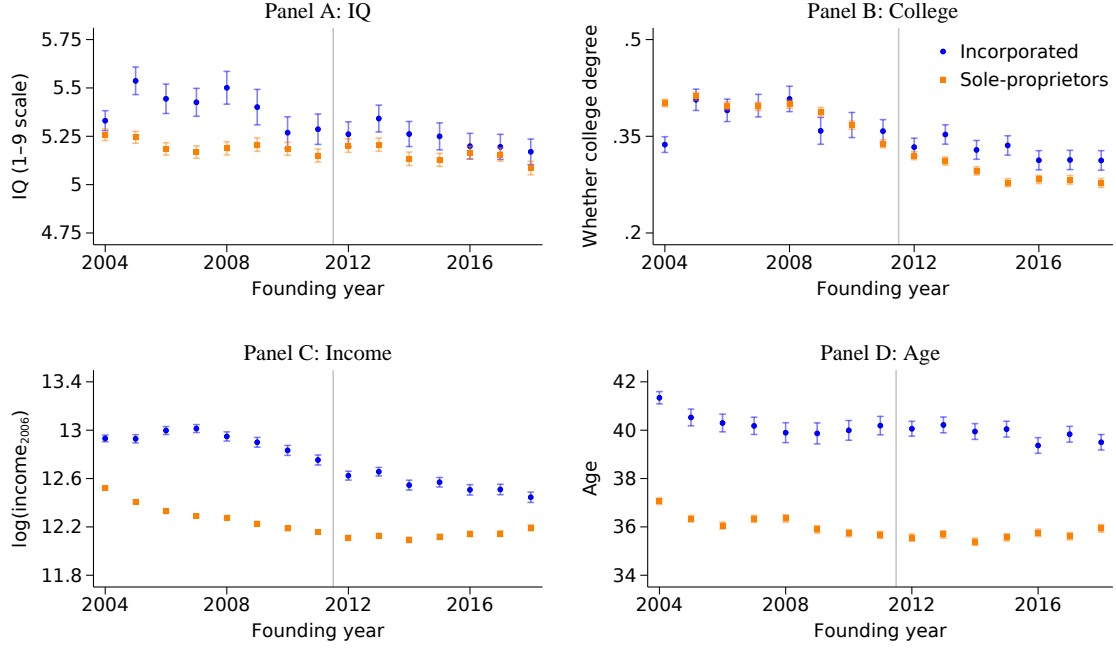 Panel A: IQ
IQ (1–9 scale)
5.75
5.5
5.25
5
4.75
2004 2008 2012 2016
Founding year
Panel B: College
Whether college degree
.5
.35
.2
Incorporated
Sole-proprietors
2004 2008 2012 2016
Founding year
Panel C: Income
log(income2006)
13.4
13
12.6
12.2
11.8
2004 2008 2012 2016
Founding year
Panel D: Age
Age
42
40
38
36
34
2004 2008 2012 2016
Founding year